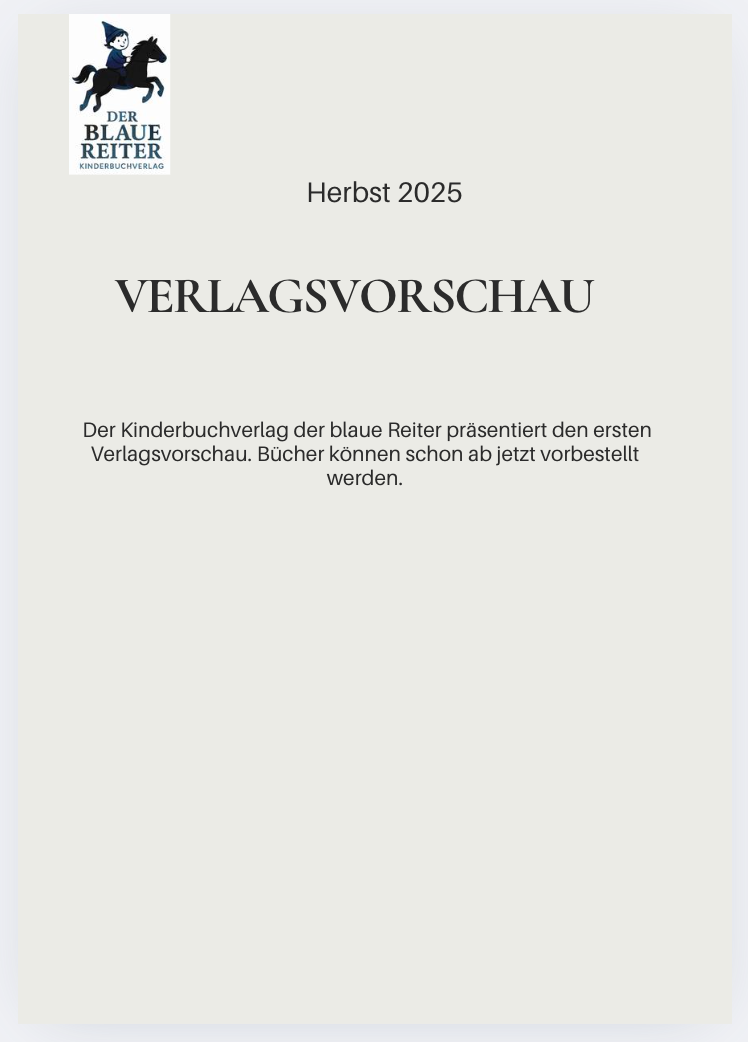 DER
BLAUE
REITER
KINDERBUCHVERLAG
Herbst 2025
VERLAGSVORSCHAU
Der Kinderbuchverlag der blaue Reiter präsentiert den ersten
Verlagsvorschau. Bücher können schon ab jetzt vorbestellt
werden.